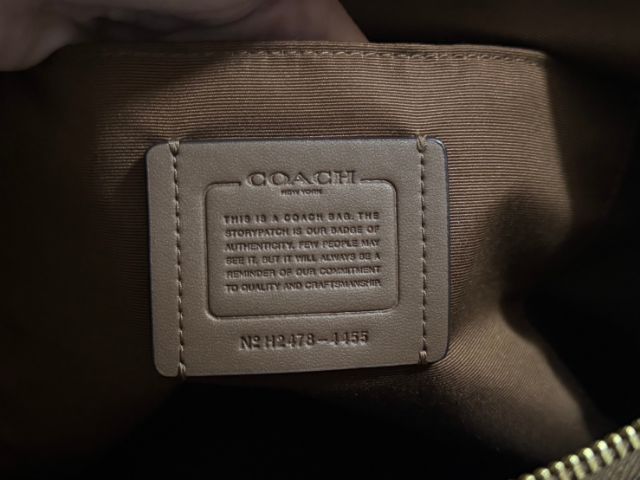 COACH
NEW YORK
THIS IS A COACH BAG. THE
STORYPATCH IS OUR BADGE OF
AUTHENTICITY. FEW PEOPLE MAY
SEE IT, BUT IT WILL ALWAYS BE A
REMINDER OF OUR COMMITMENT
TO QUALITY AND CRAFTSMANSHIP.
Nº H2478-4455